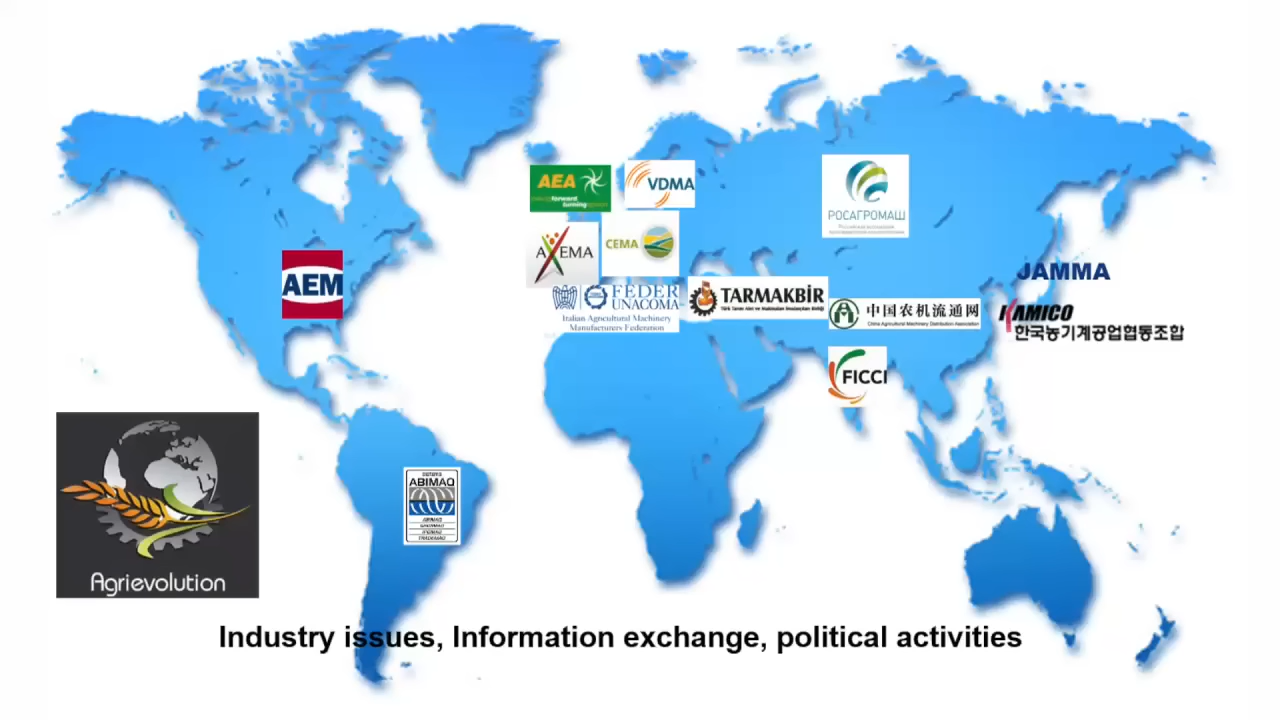 AEA
forward
turning
VDMA
РОСАГРОМАШ
AXEMA
CEMA
AEM
JAMMA
FEDER
UNACOMA
Italian Agricultural Machinery
Manufacturers Federation
TARMAKBİR
中国农机流通网
China Agricultural Machinery Distribution Association
KAMICO
한국농기계공업협동조합
FICCI
ABIMAQ
Agrievolution
Industry issues, Information exchange, political activities